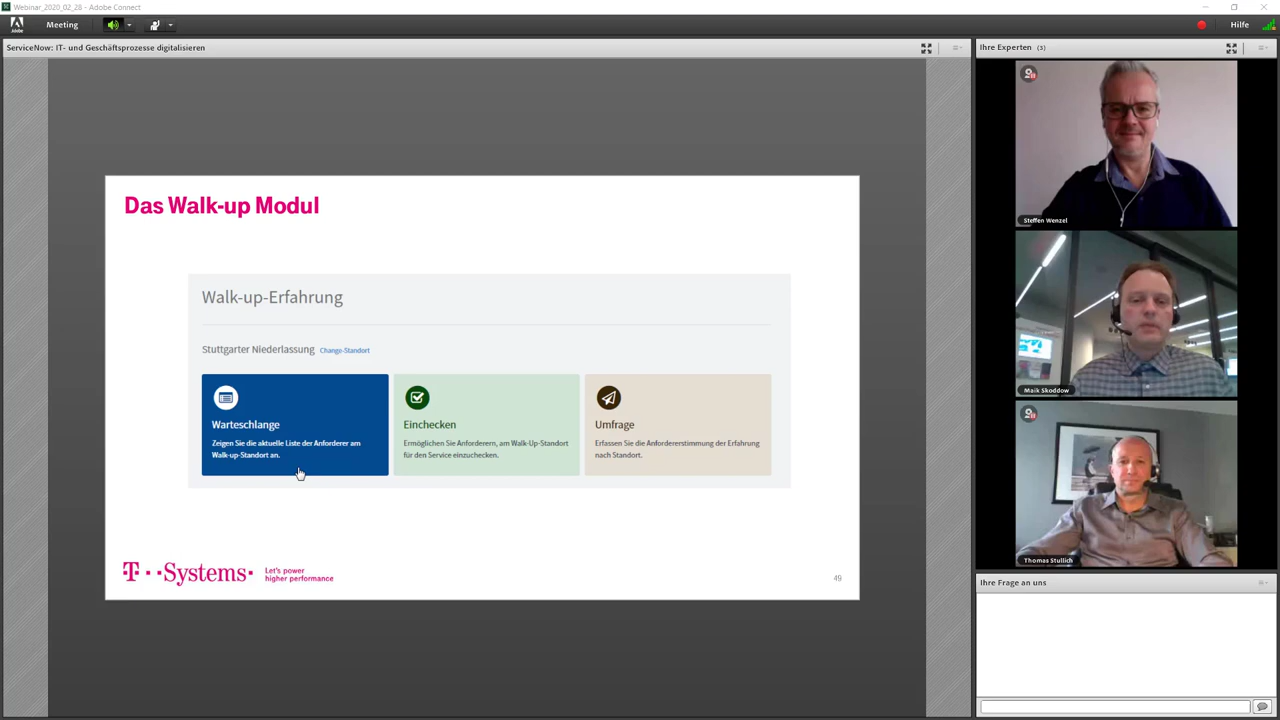 Webinar_2020_02_28 - Adobe Connect
Adobe
Meeting
Hilfe
ServiceNow: IT- und Geschäftsprozesse digitalisieren
Ihre Experten (3)
Das Walk-up Modul
Walk-up-Erfahrung
Stuttgarter Niederlassung Change-Standort
Warteschlange
Zeigen Sie die aktuelle Liste der Anforderer am
Walk-up-Standort an.
Einchecken
Ermöglichen Sie Anforderern, am Walk-Up-Standort
für den Service einzuchecken.
Umfrage
Erfassen Sie die Anfordererstimmung der Erfahrung
nach Standort.
T··Systems·
Let's power
higher performance
49
Steffen Wenzel
Maik Skoddow
Thomas Stullich
Ihre Frage an uns